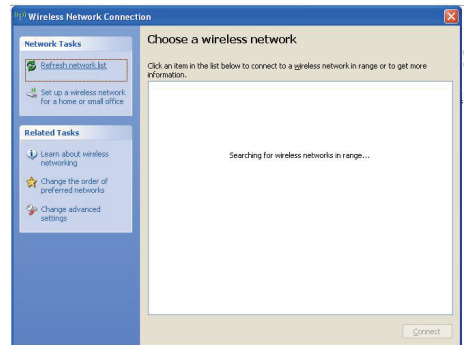 Wireless Network Connection
Choose a wireless network
Network Tasks
Refresh network list
Set up a wireless network
for a home or small office
Related Tasks
Learn about wireless
networking
Change the order of
preferred networks
Change advanced
settings
Click an item in the list below to connect to a wireless network in range or to get more
information.
Searching for wireless networks in range...
Connect